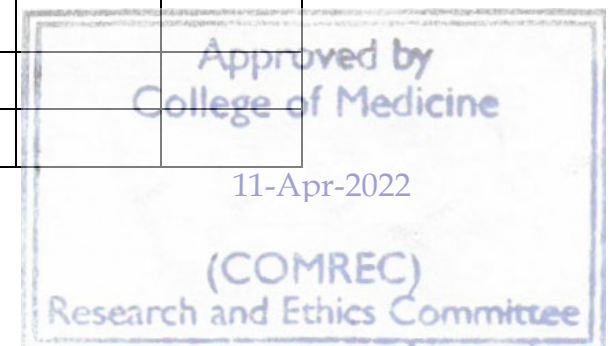 Approved by
College of Medicine
11-Apr-2022
(COMREC)
Research and Ethics Committee